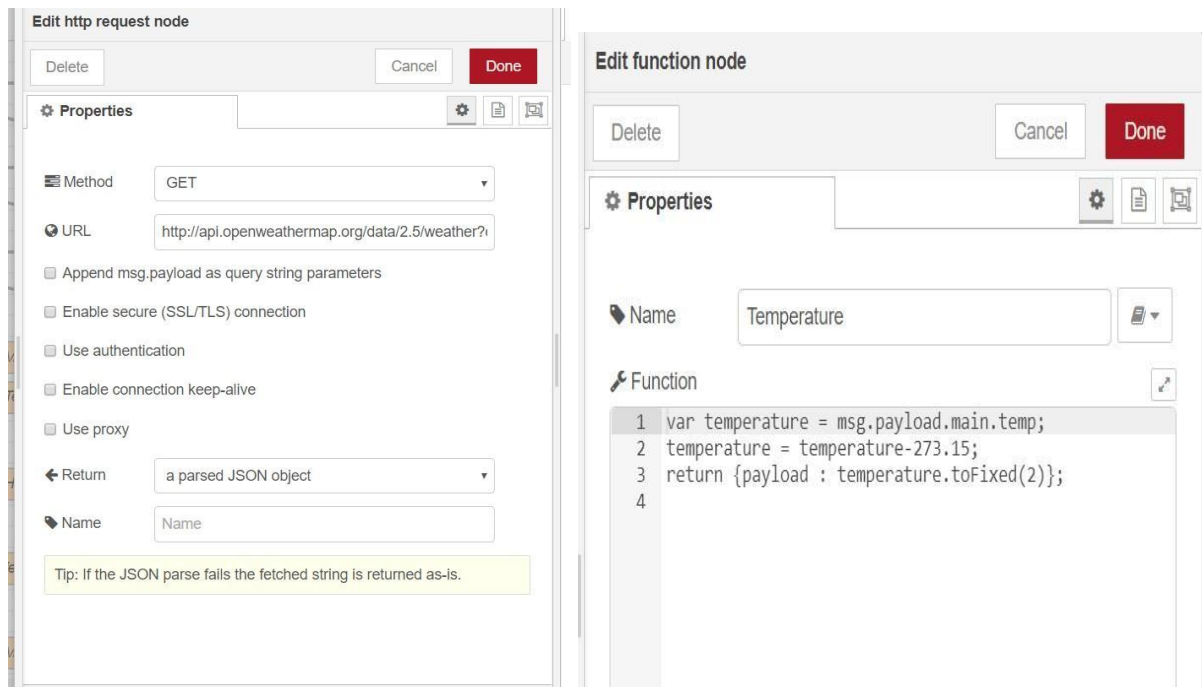 Edit http request node
Delete
Cancel
Done
Properties
Method
GET
URL
http://api.openweathermap.org/data/2.5/weather?
Append msg.payload as query string parameters
Enable secure (SSL/TLS) connection
Use authentication
Enable connection keep-alive
Use proxy
Return
a parsed JSON object
Name
Name
Tip: If the JSON parse fails the fetched string is returned as-is.
Edit function node
Delete
Cancel
Done
Properties
Name
Temperature
Function
1 var temperature = msg.payload.main.temp;
2 temperature = temperature-273.15;
3 return {payload : temperature.toFixed(2)};
4